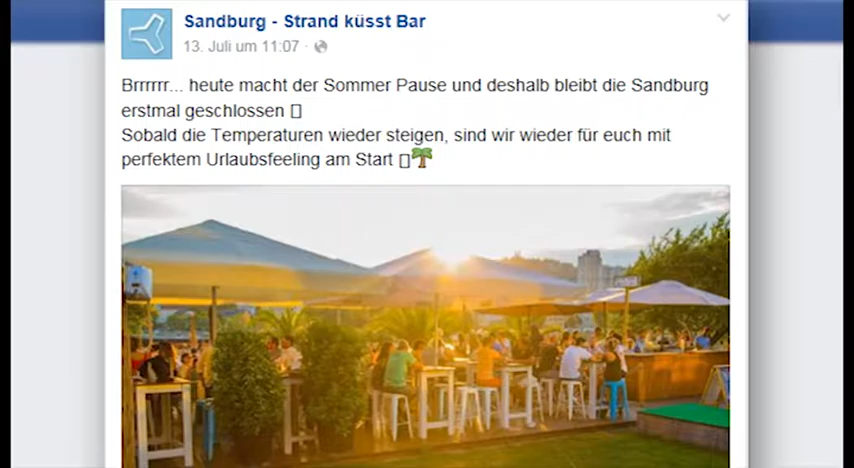 Sandburg - Strand küsst Bar
13. Juli um 11:07 ·
Brrrrrr... heute macht der Sommer Pause und deshalb bleibt die Sandburg
erstmal geschlossen
Sobald die Temperaturen wieder steigen, sind wir wieder für euch mit
perfektem Urlaubsfeeling am Start 🌴